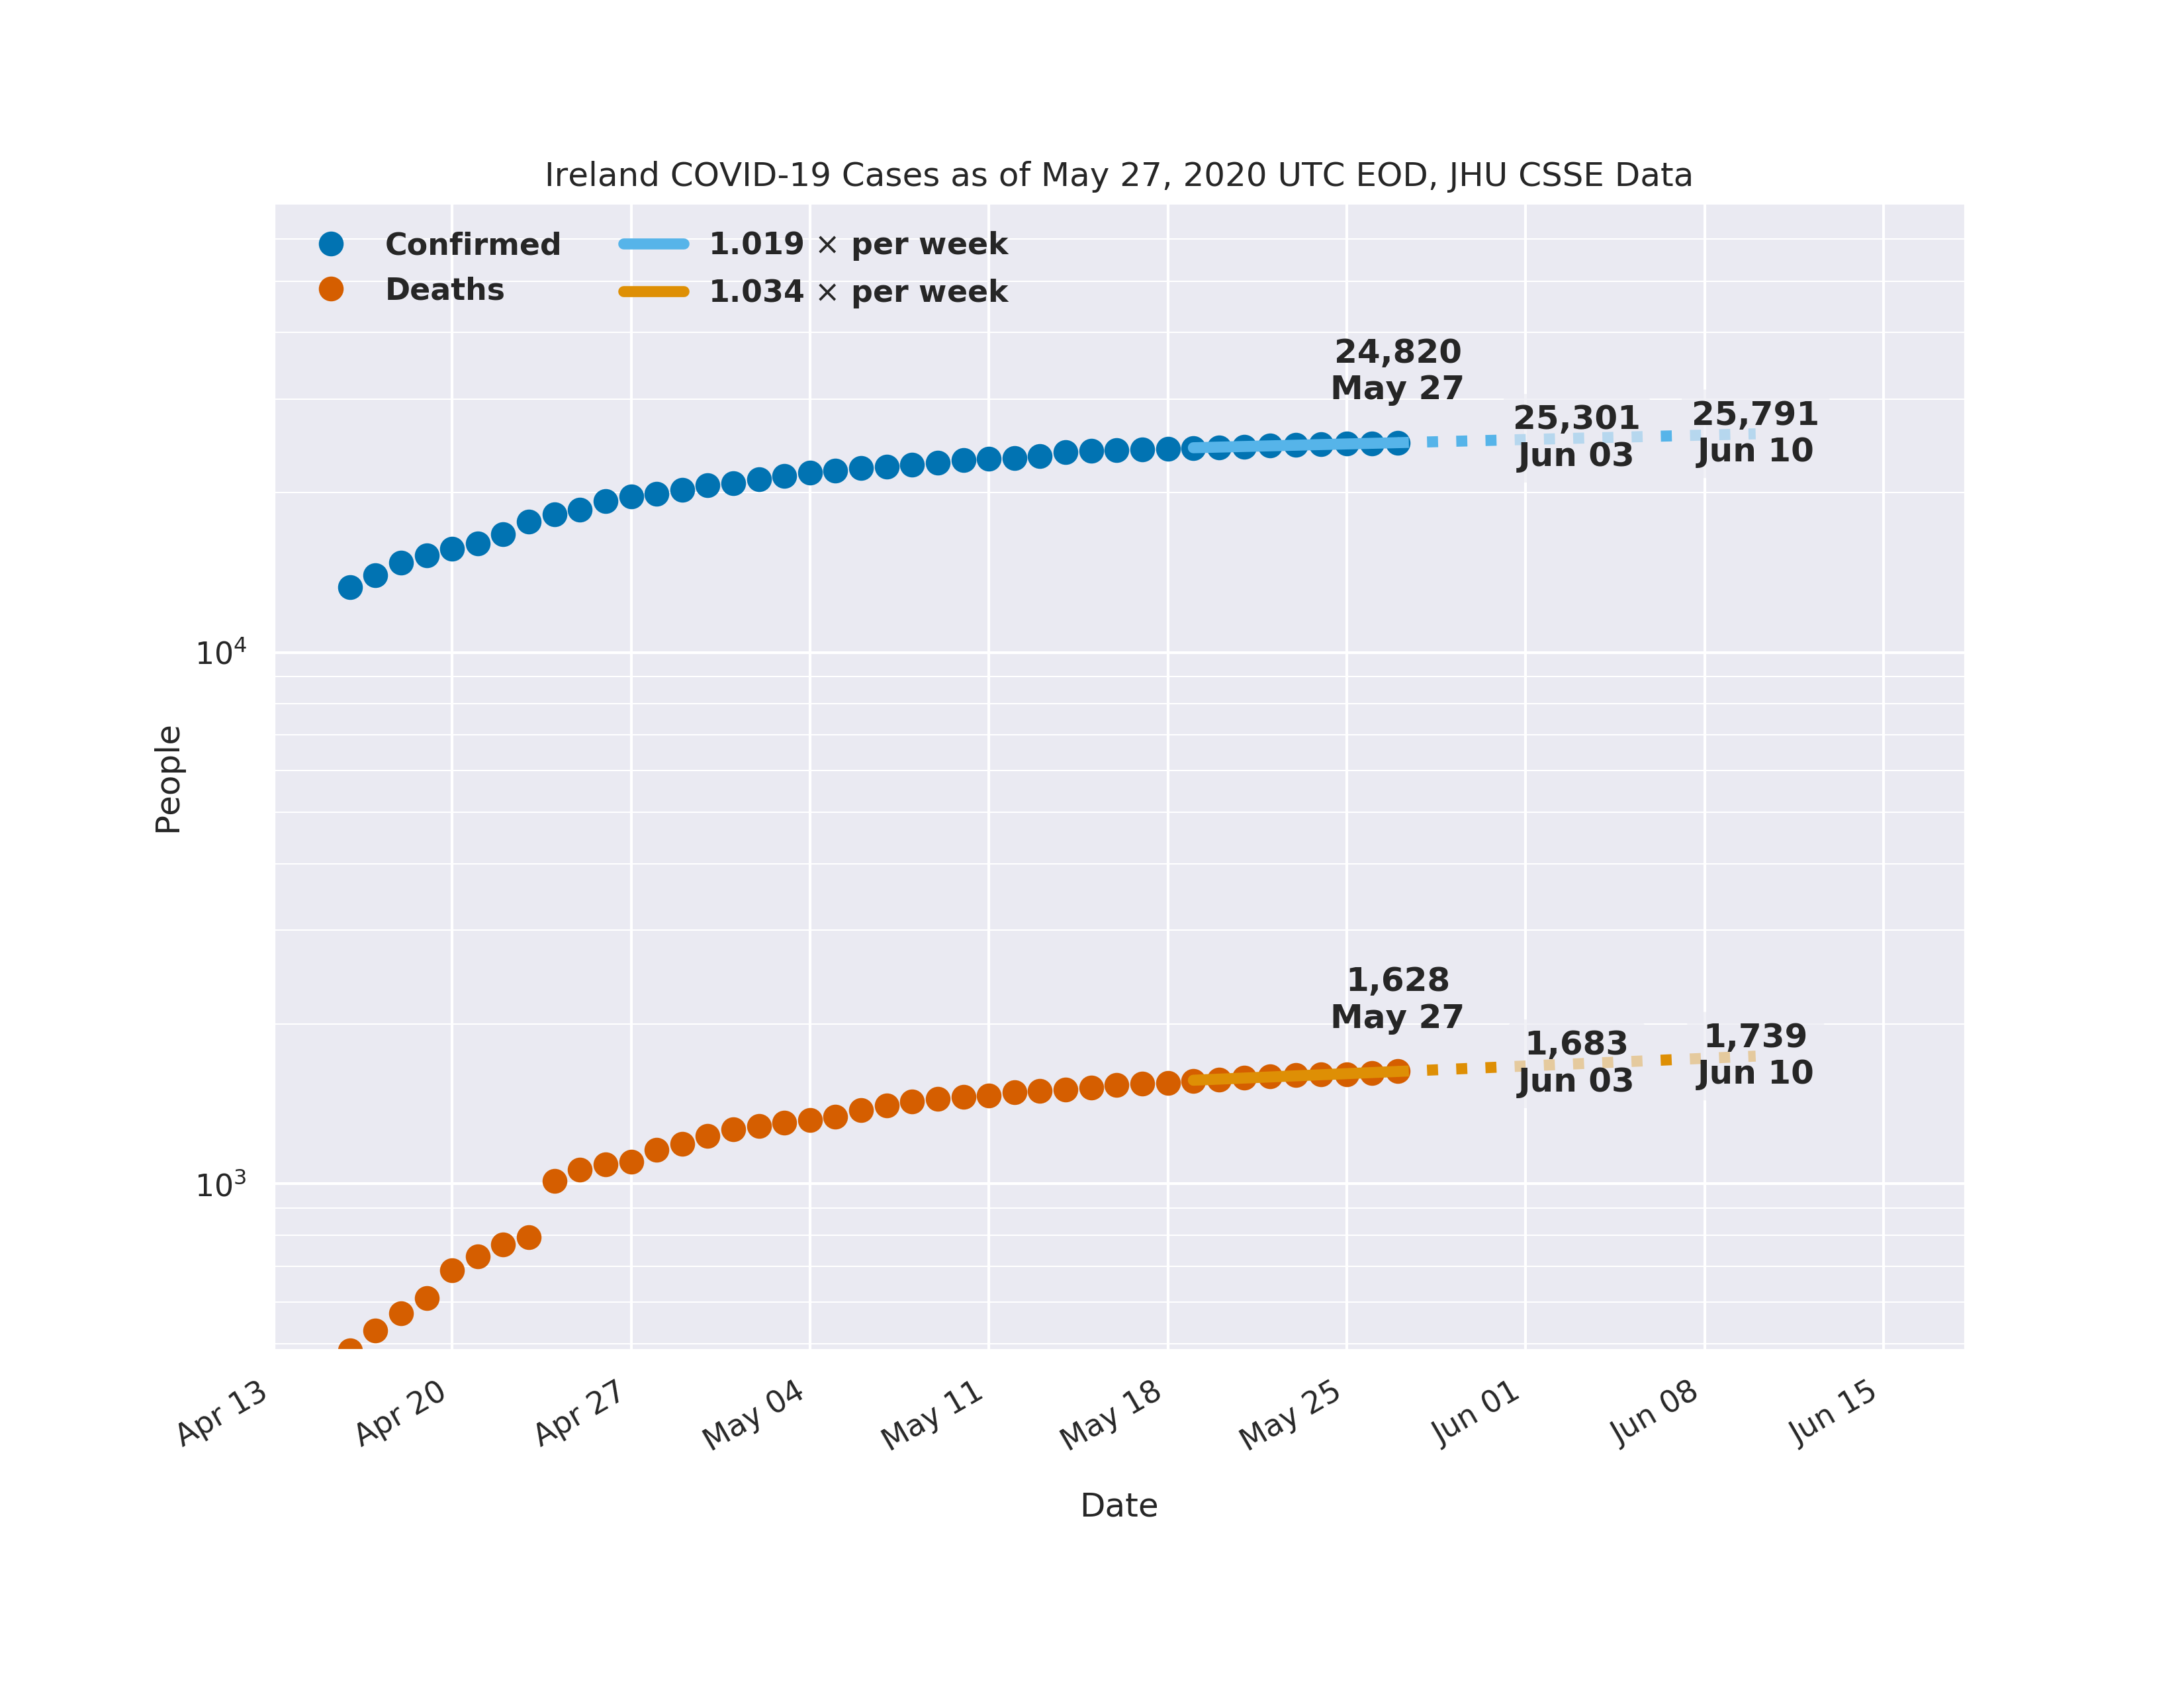 Ireland COVID-19 Cases as of May 27, 2020 UTC EOD, JHU CSSE Data
Confirmed
Deaths
1.019 × per week
1.034 × per week
24,820
May 27
25,301
Jun 03
25,791
Jun 10
10⁴
People
1,628
May 27
1,683
Jun 03
1,739
Jun 10
10³
Apr 13
Apr 20
Apr 27
May 04
May 11
May 18
May 25
Jun 01
Jun 08
Jun 15
Date